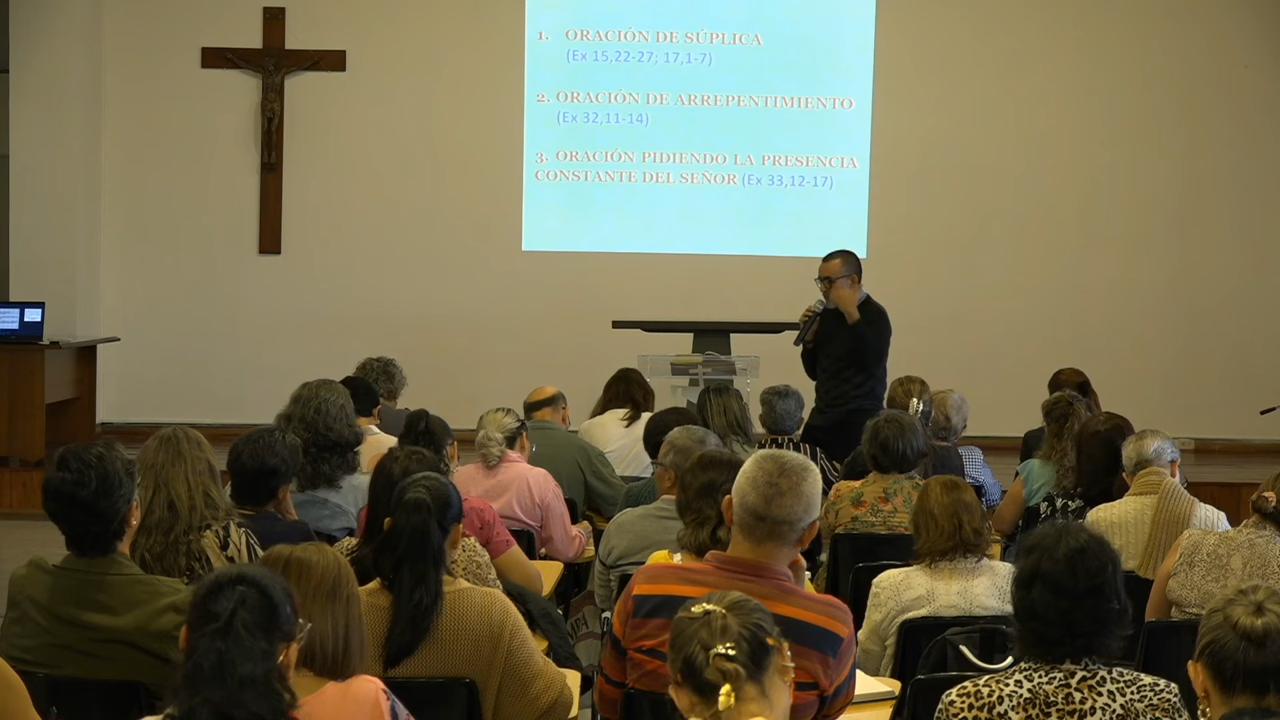 1. ORACIÓN DE SÚPLICA
(Ex 15,22-27; 17,1-7)
2. ORACIÓN DE ARREPENTIMIENTO
(Ex 32,11-14)
3. ORACIÓN PIDIENDO LA PRESENCIA
CONSTANTE DEL SEÑOR (Ex 33,12-17)